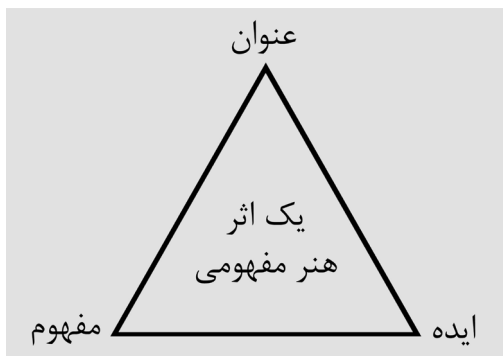 عنوان
یک اثر
هنر مفهومی
ایده
مفهوم